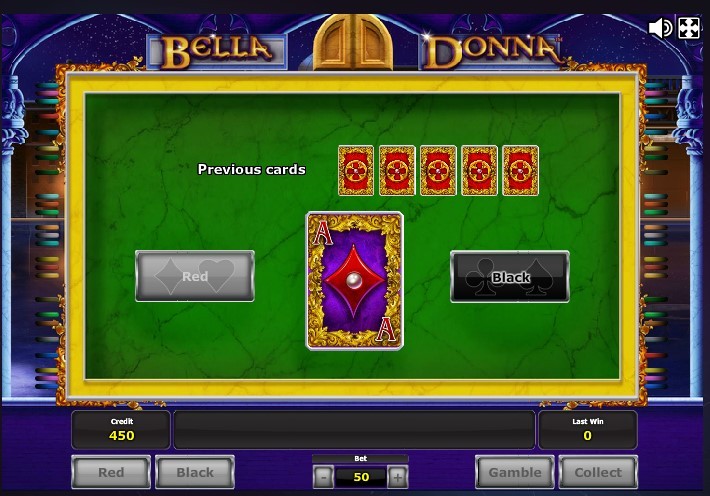 BELLA DONNA
Previous cards
A
Red
Black
A
Credit
450
Last Win
0
Bet
Red
Black
- 50 +
Gamble
Collect